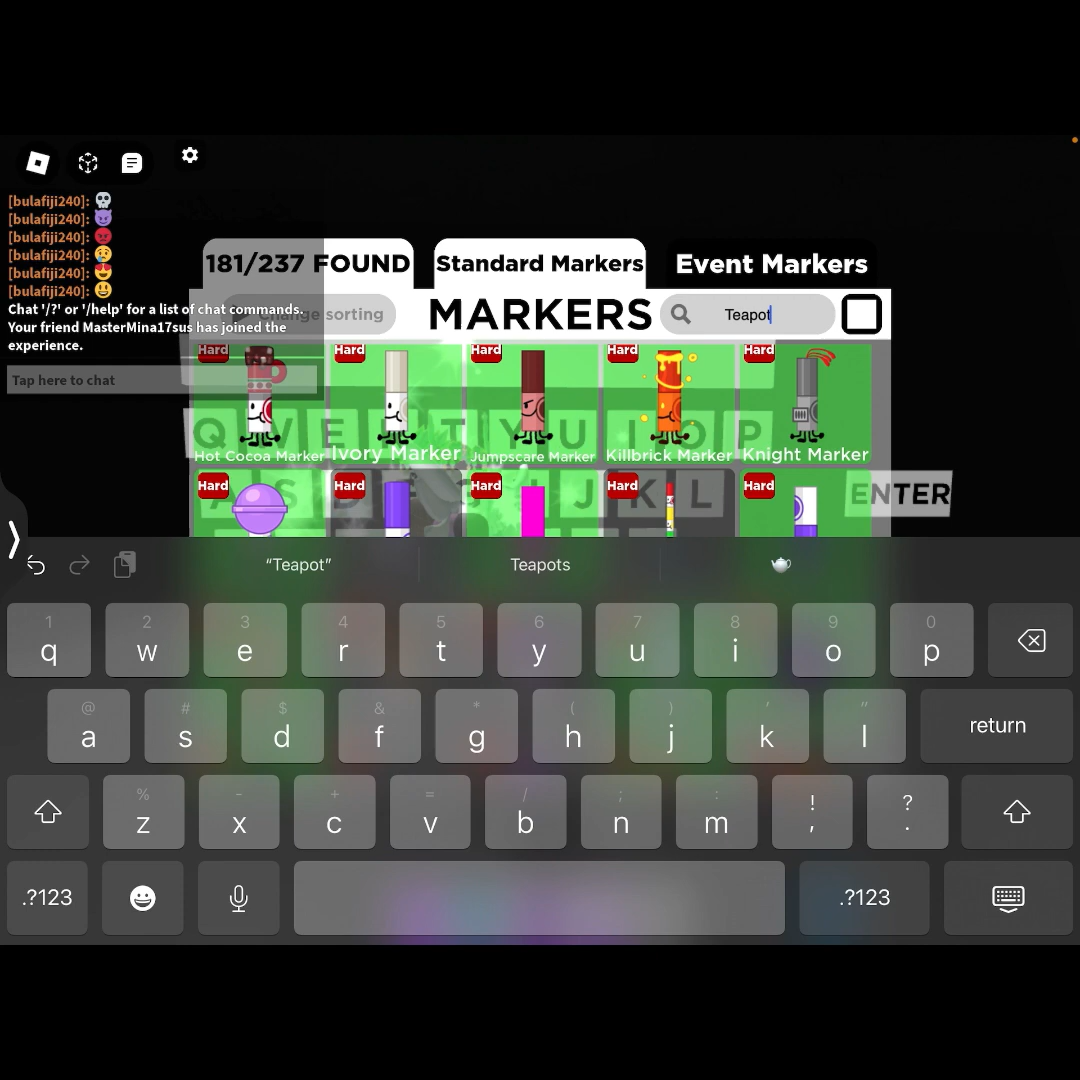 [bulafiji240]: 💀
[bulafiji240]: 😈
[bulafiji240]: 😡
[bulafiji240]: 😢
[bulafiji240]: 😍
[bulafiji240]: 😃
Chat '/?' or '/help' for a list of chat commands.
Your friend MasterMina17sus has joined the
experience.
Tap here to chat
181/237 FOUND
Standard Markers
Event Markers
Change sorting
MARKERS
Teapot
Hard Hard Hard Hard Hard
Hot Cocoa Marker Ivory Marker Jumpscare Marker Killbrick Marker Knight Marker
Q W E R T Y U I O P
Hard Hard Hard Hard Hard
A S D F G H J K L ENTER
“Teapot” Teapots 🫖
1 2 3 4 5 6 7 8 9 0
q w e r t y u i o p
@ # $ & * ( ) ' "
a s d f g h j k l return
% - + = / ; : ! ?
z x c v b n m , .
.?123 .?123